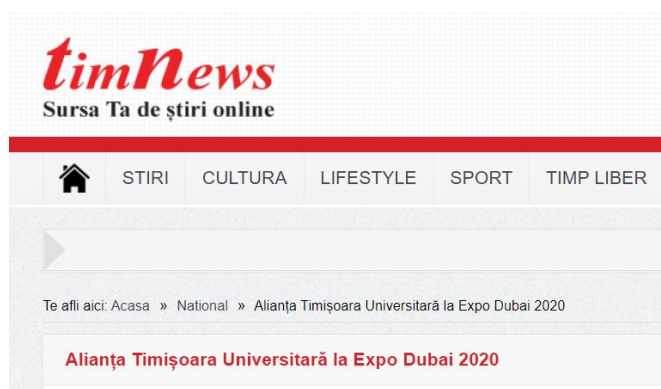 timNews
Sursa Ta de știri online
STIRI CULTURA LIFESTYLE SPORT TIMP LIBER
Te afli aici: Acasa » National » Alianța Timișoara Universitară la Expo Dubai 2020
Alianța Timișoara Universitară la Expo Dubai 2020